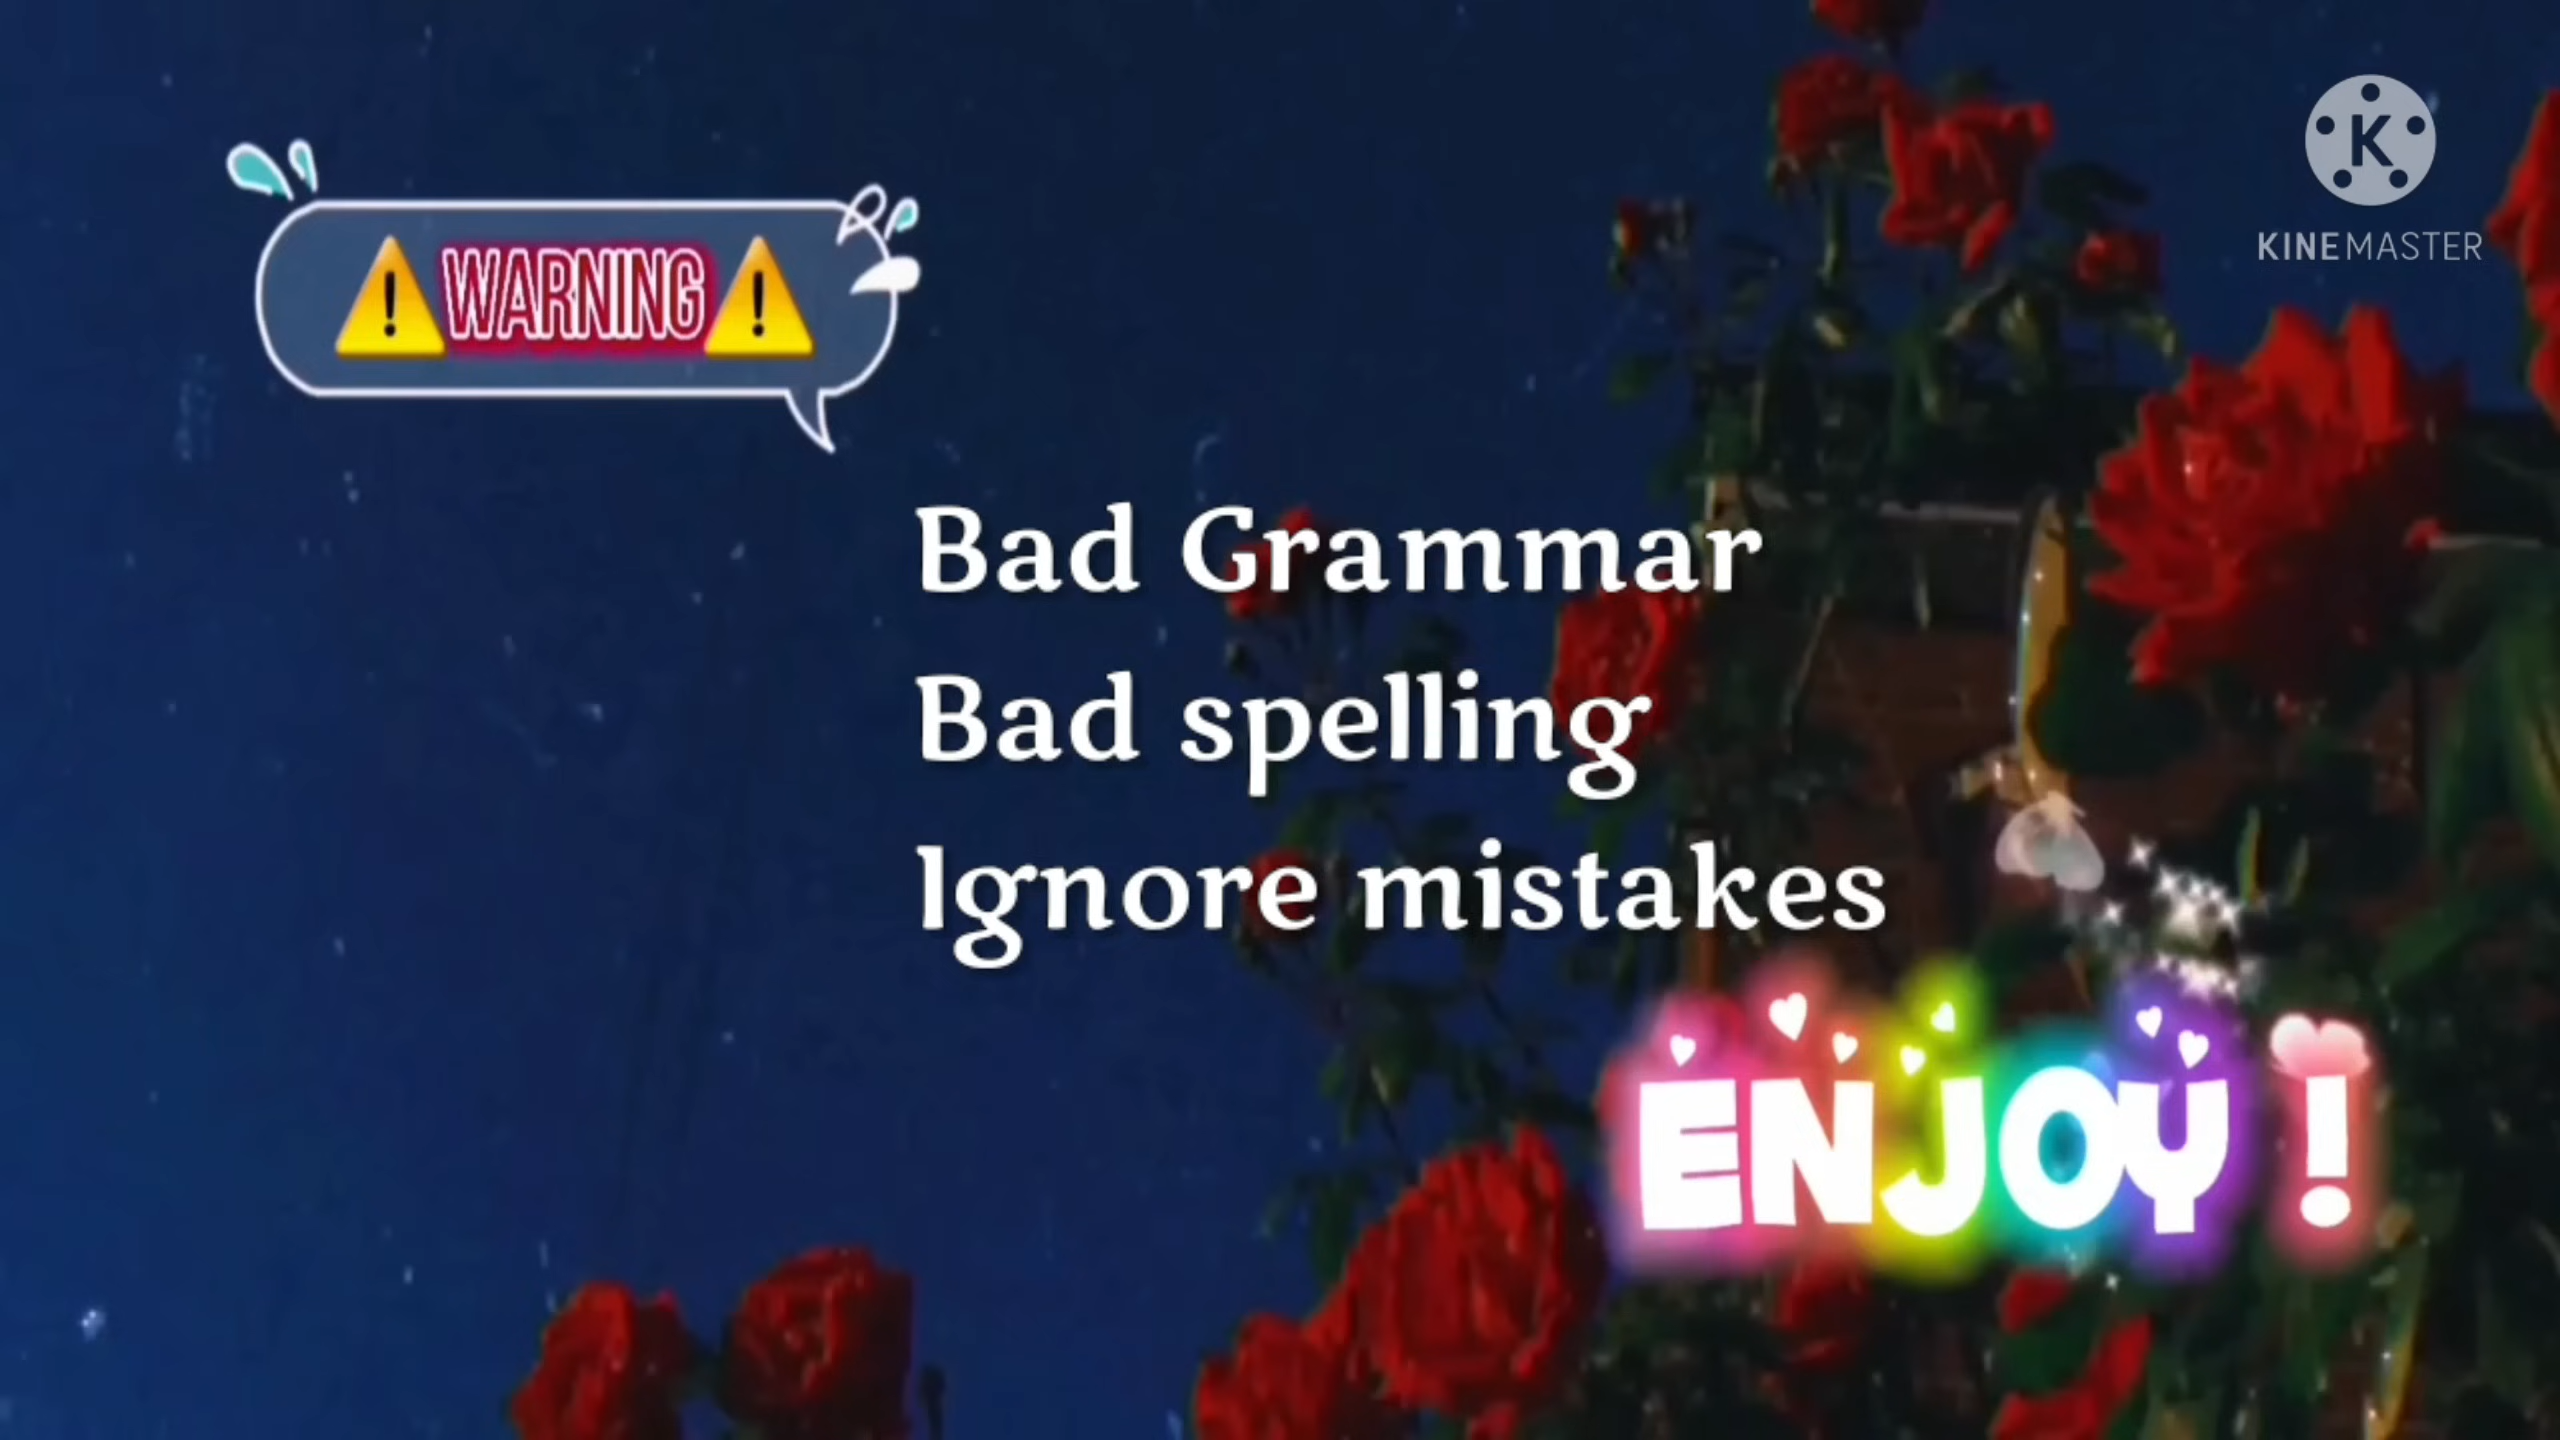 K
KINEMASTER
⚠️WARNING⚠️
Bad Grammar
Bad spelling
Ignore mistakes
ENJOY!